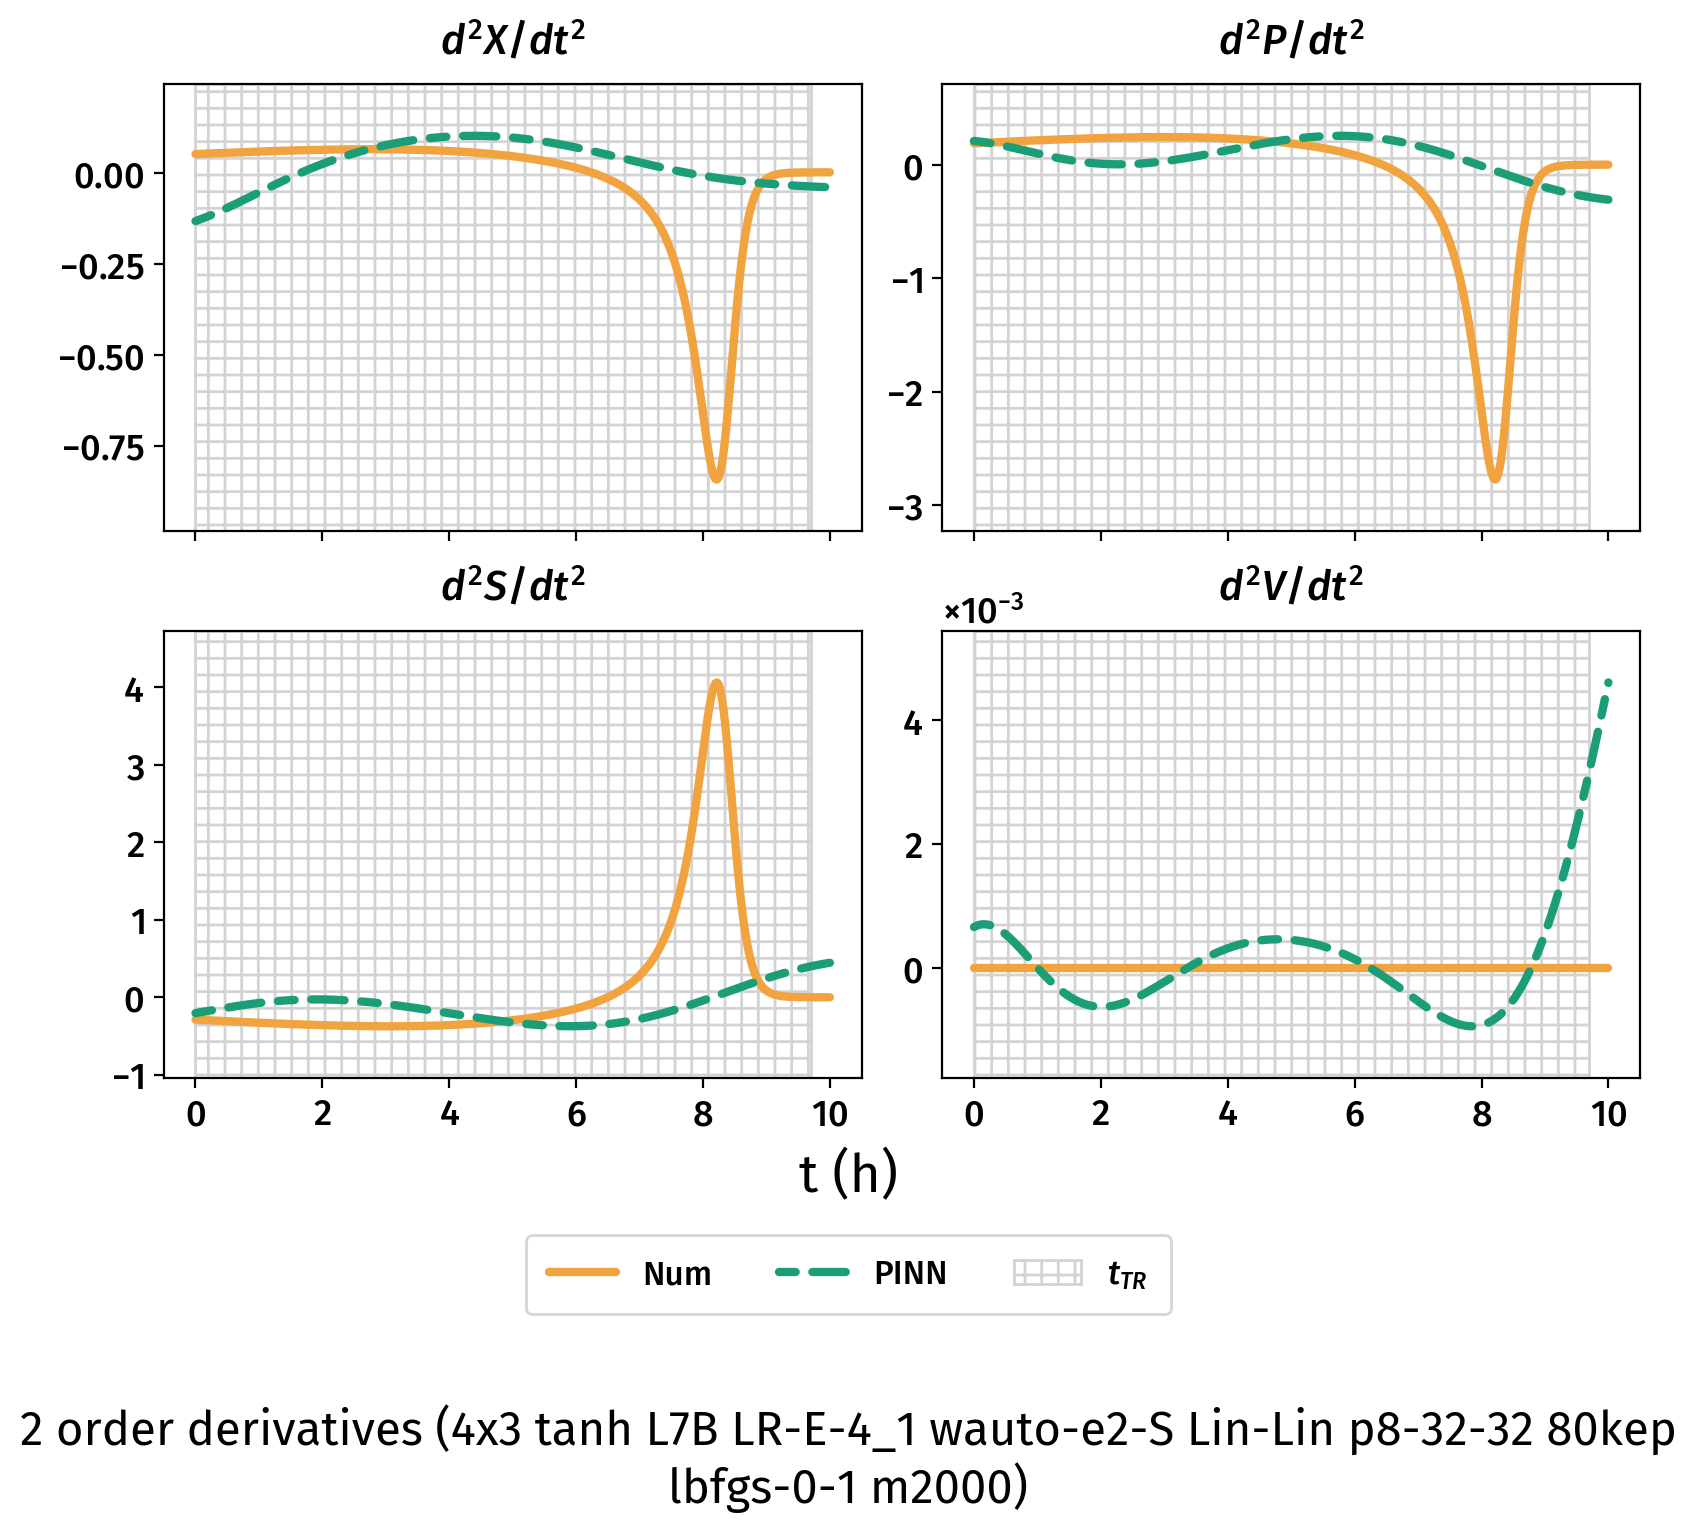 d²X/dt²
d²P/dt²
0.00
−0.25
−0.50
−0.75
0
−1
−2
−3
d²S/dt²
d²V/dt²
×10⁻³
4
3
2
1
0
−1
4
2
0
0 2 4 6 8 10
0 2 4 6 8 10
t (h)
Num PINN t_TR
2 order derivatives (4x3 tanh L7B LR-E-4_1 wauto-e2-S Lin-Lin p8-32-32 80kep
lbfgs-0-1 m2000)